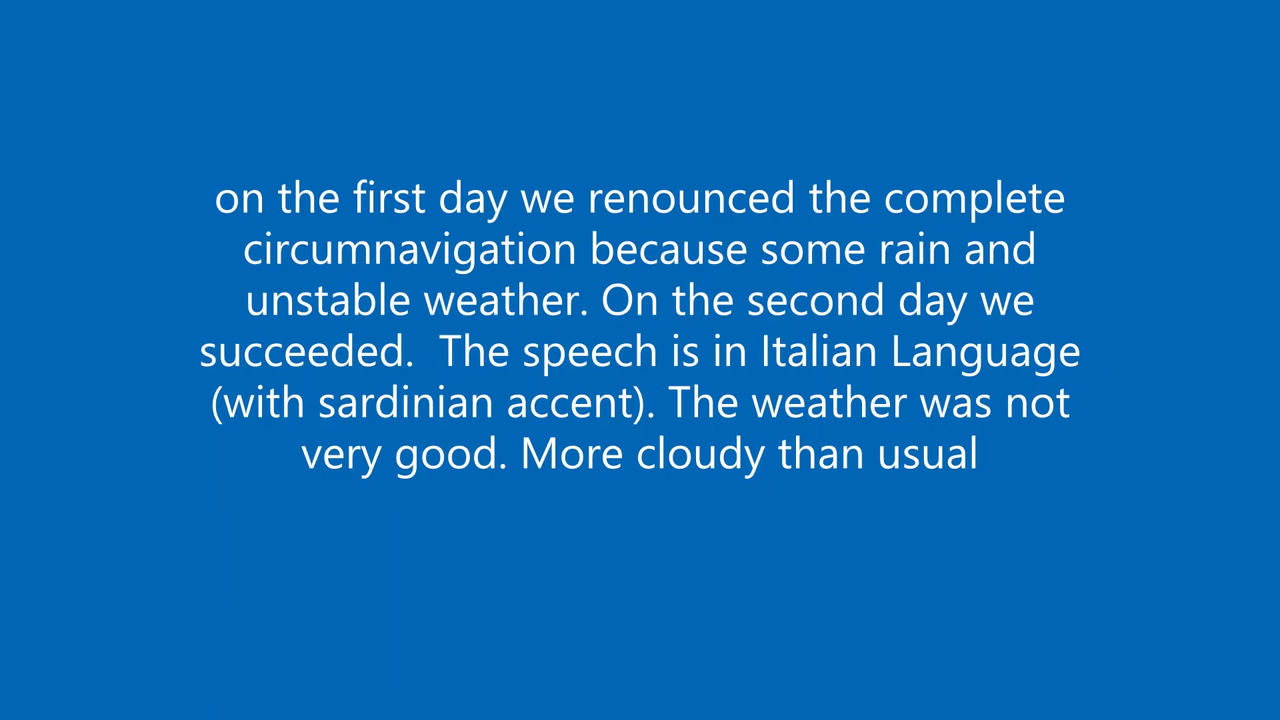 on the first day we renounced the complete
circumnavigation because some rain and
unstable weather. On the second day we
succeeded.  The speech is in Italian Language
(with sardinian accent). The weather was not
very good. More cloudy than usual